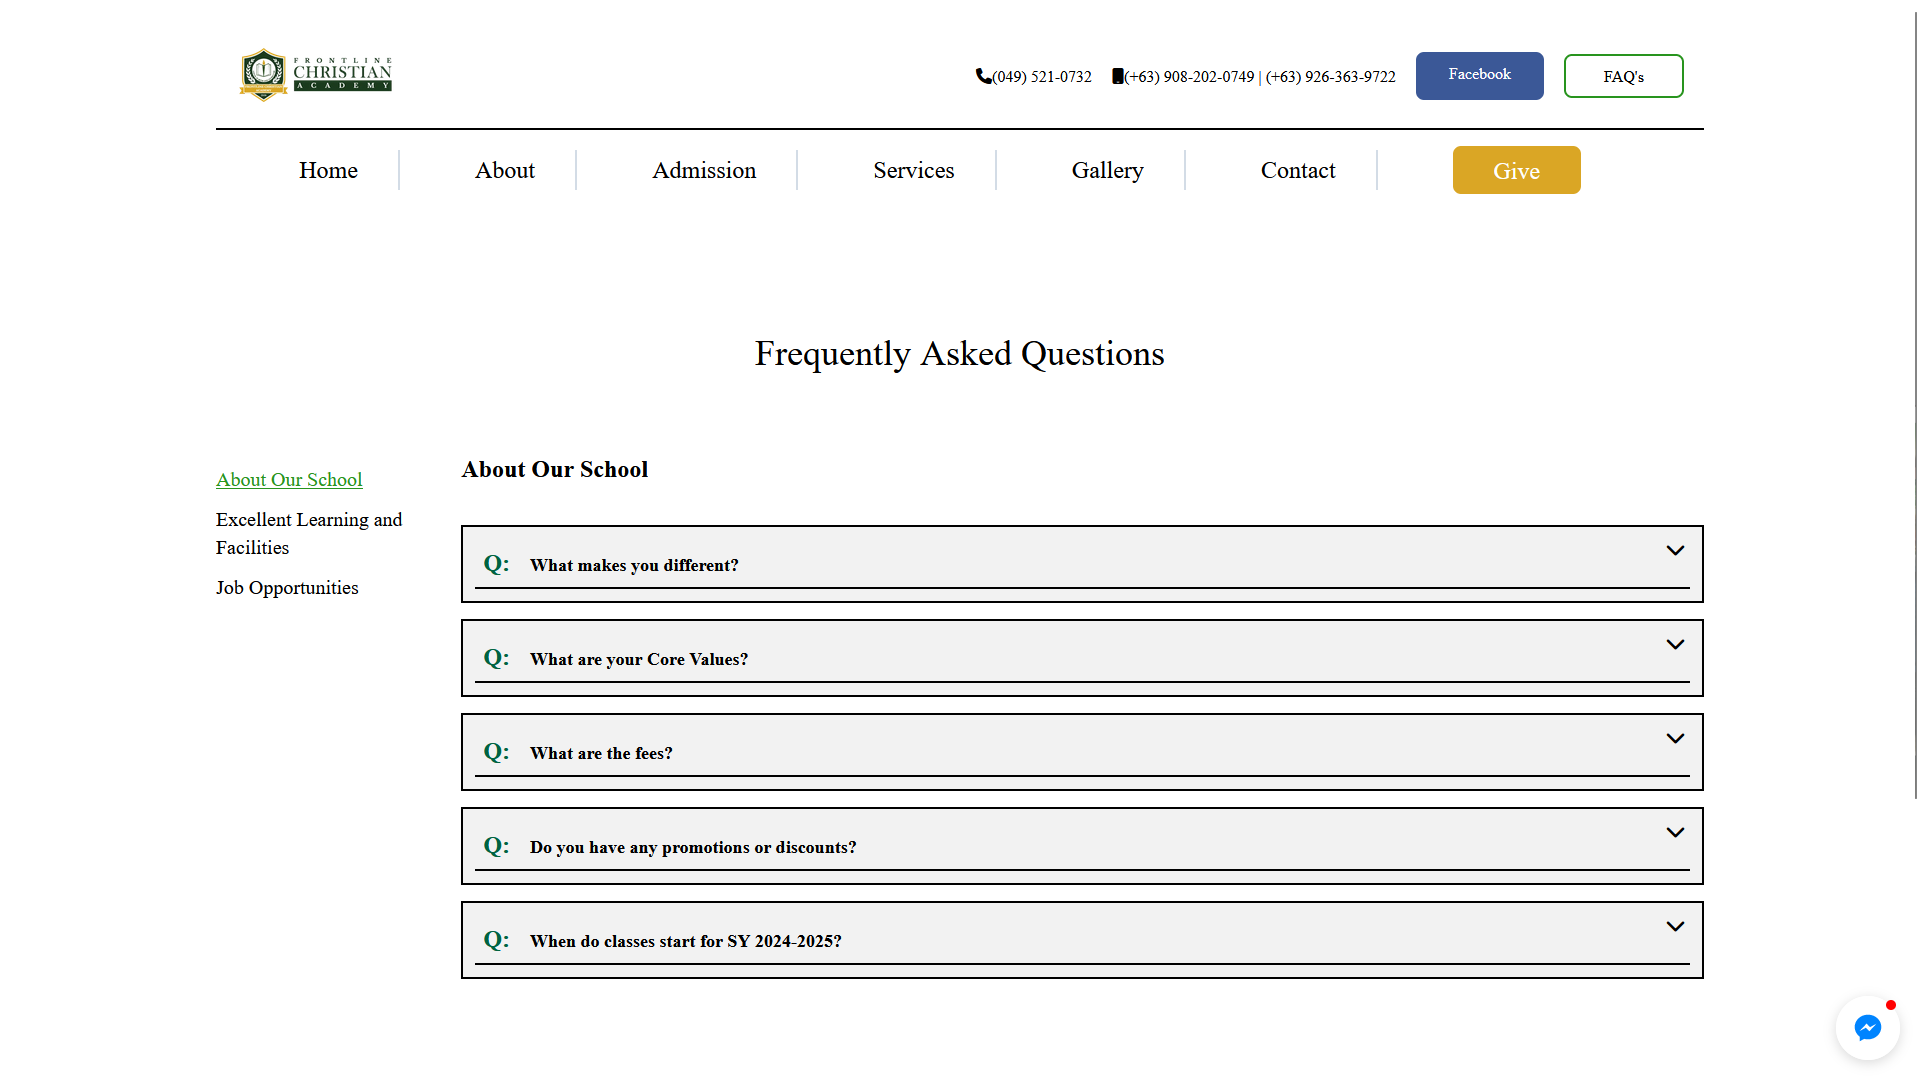 FRONTLINE
CHRISTIAN
ACADEMY
(049) 521-0732
(+63) 908-202-0749 | (+63) 926-363-9722
Facebook
FAQ's
Home
About
Admission
Services
Gallery
Contact
Give
Frequently Asked Questions
About Our School
Excellent Learning and
Facilities
Job Opportunities
About Our School
Q: What makes you different?
Q: What are your Core Values?
Q: What are the fees?
Q: Do you have any promotions or discounts?
Q: When do classes start for SY 2024-2025?